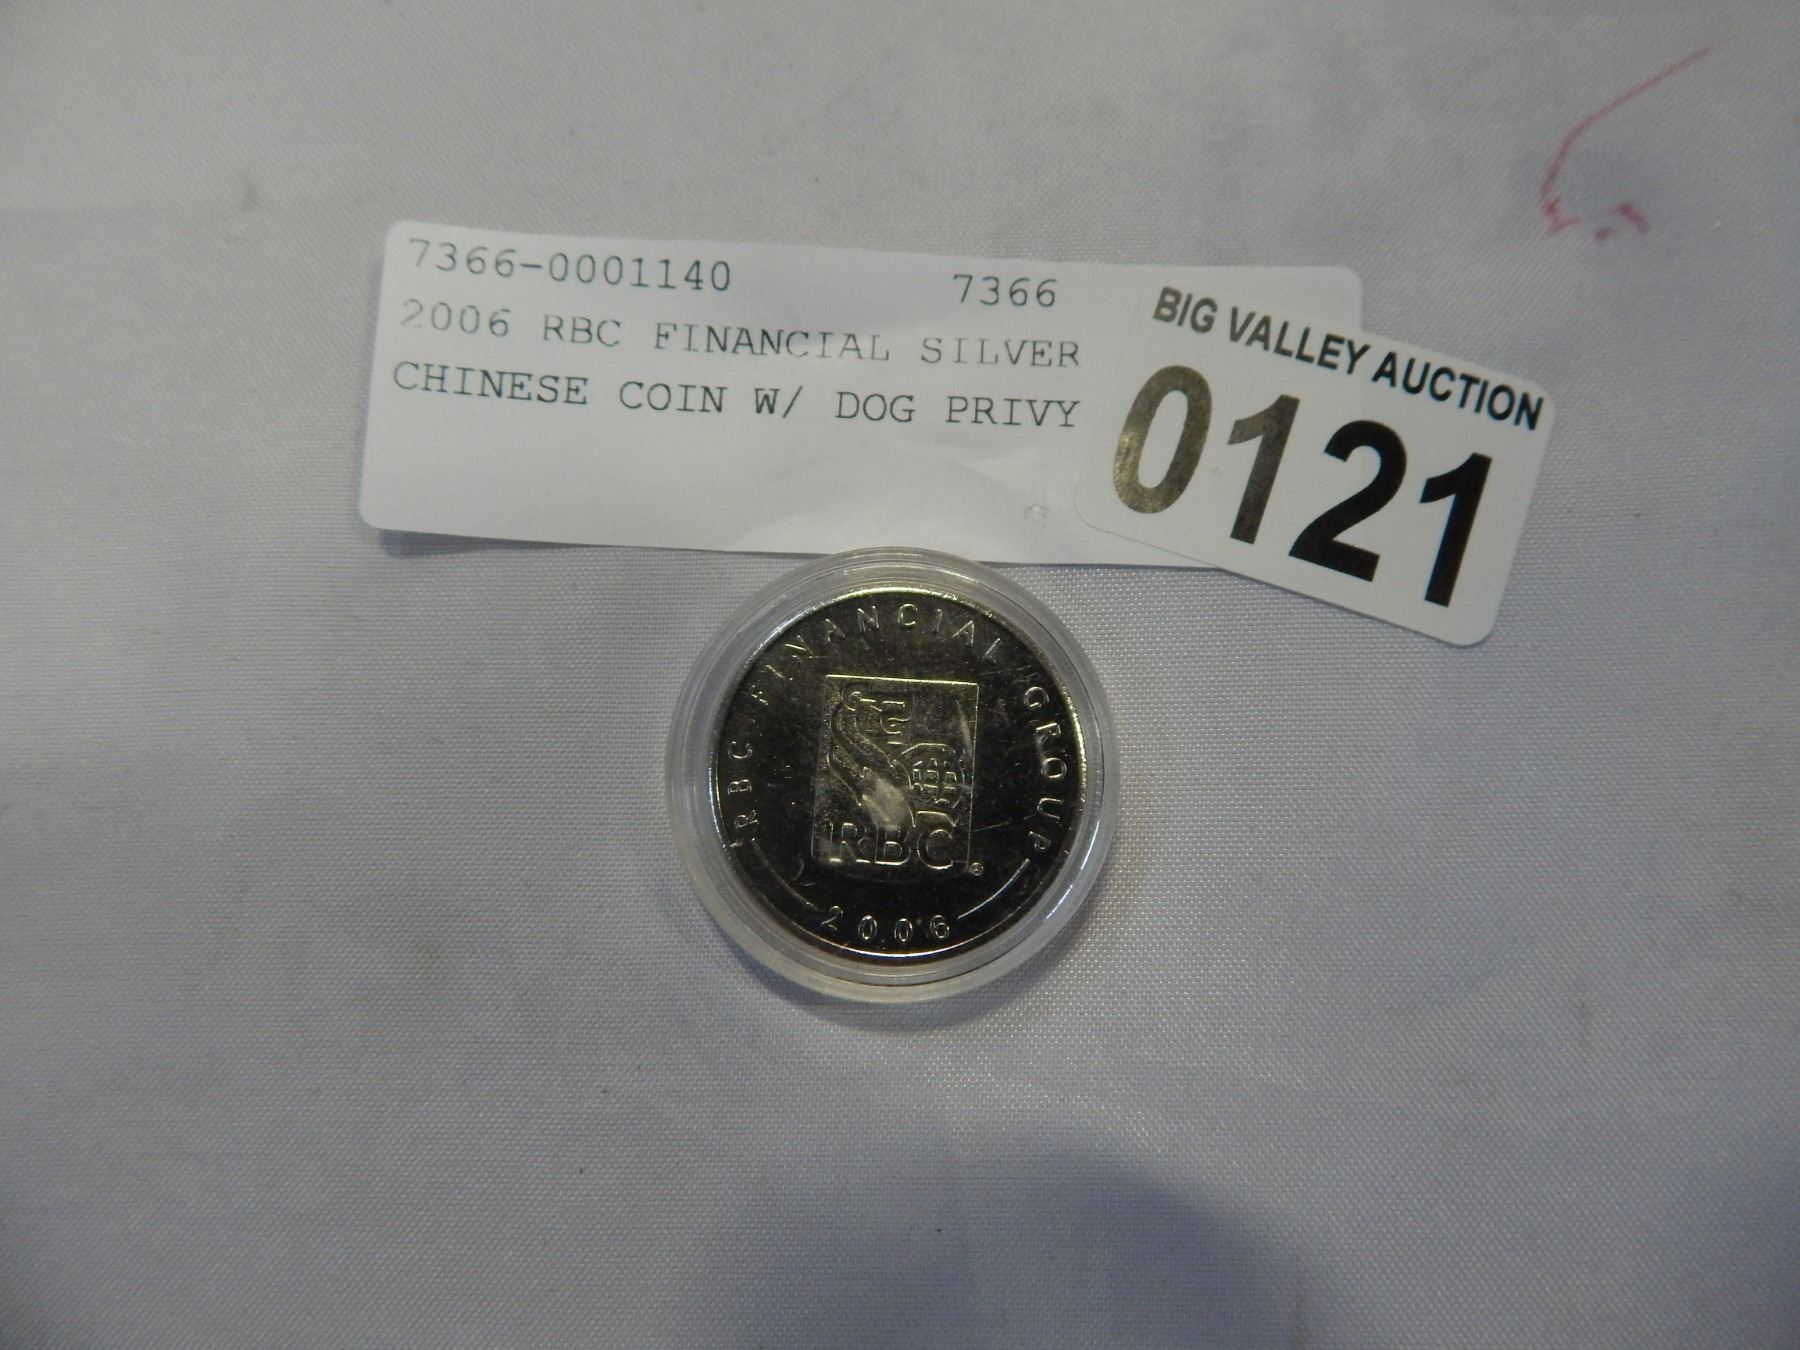 7366-0001140 7366
2006 RBC FINANCIAL SILVER
CHINESE COIN W/ DOG PRIVY
BIG VALLEY AUCTION
0121
RBC FINANCIAL GROUP
RBC
2006